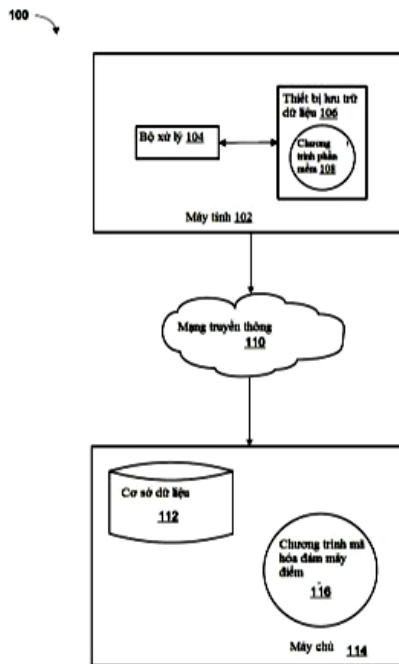 100
Thiết bị lưu trữ
dữ liệu 106
Bộ xử lý 104
Chương trình phần
mềm 108
Máy tính 102
Mạng truyền thông
110
Cơ sở dữ liệu
112
Chương trình mã
hóa đám mây
điểm
116
Máy chủ 114